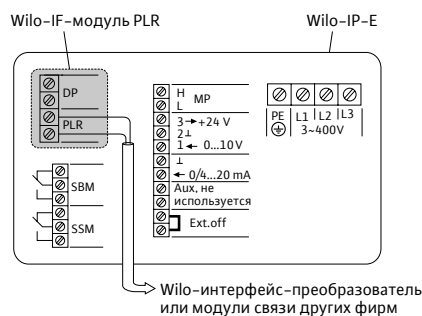 Wilo-IF-модуль PLR
Wilo-IP-E
DP
PLR
SBM
SSM
H
L
MP
3 → +24 V
2 ⊥
1 ← 0...10 V
⊥
← 0/4...20 mA
Aux, не
используется
Ext.off
PE
L1 L2 L3
3~400V
Wilo-интерфейс-преобразователь
или модули связи других фирм